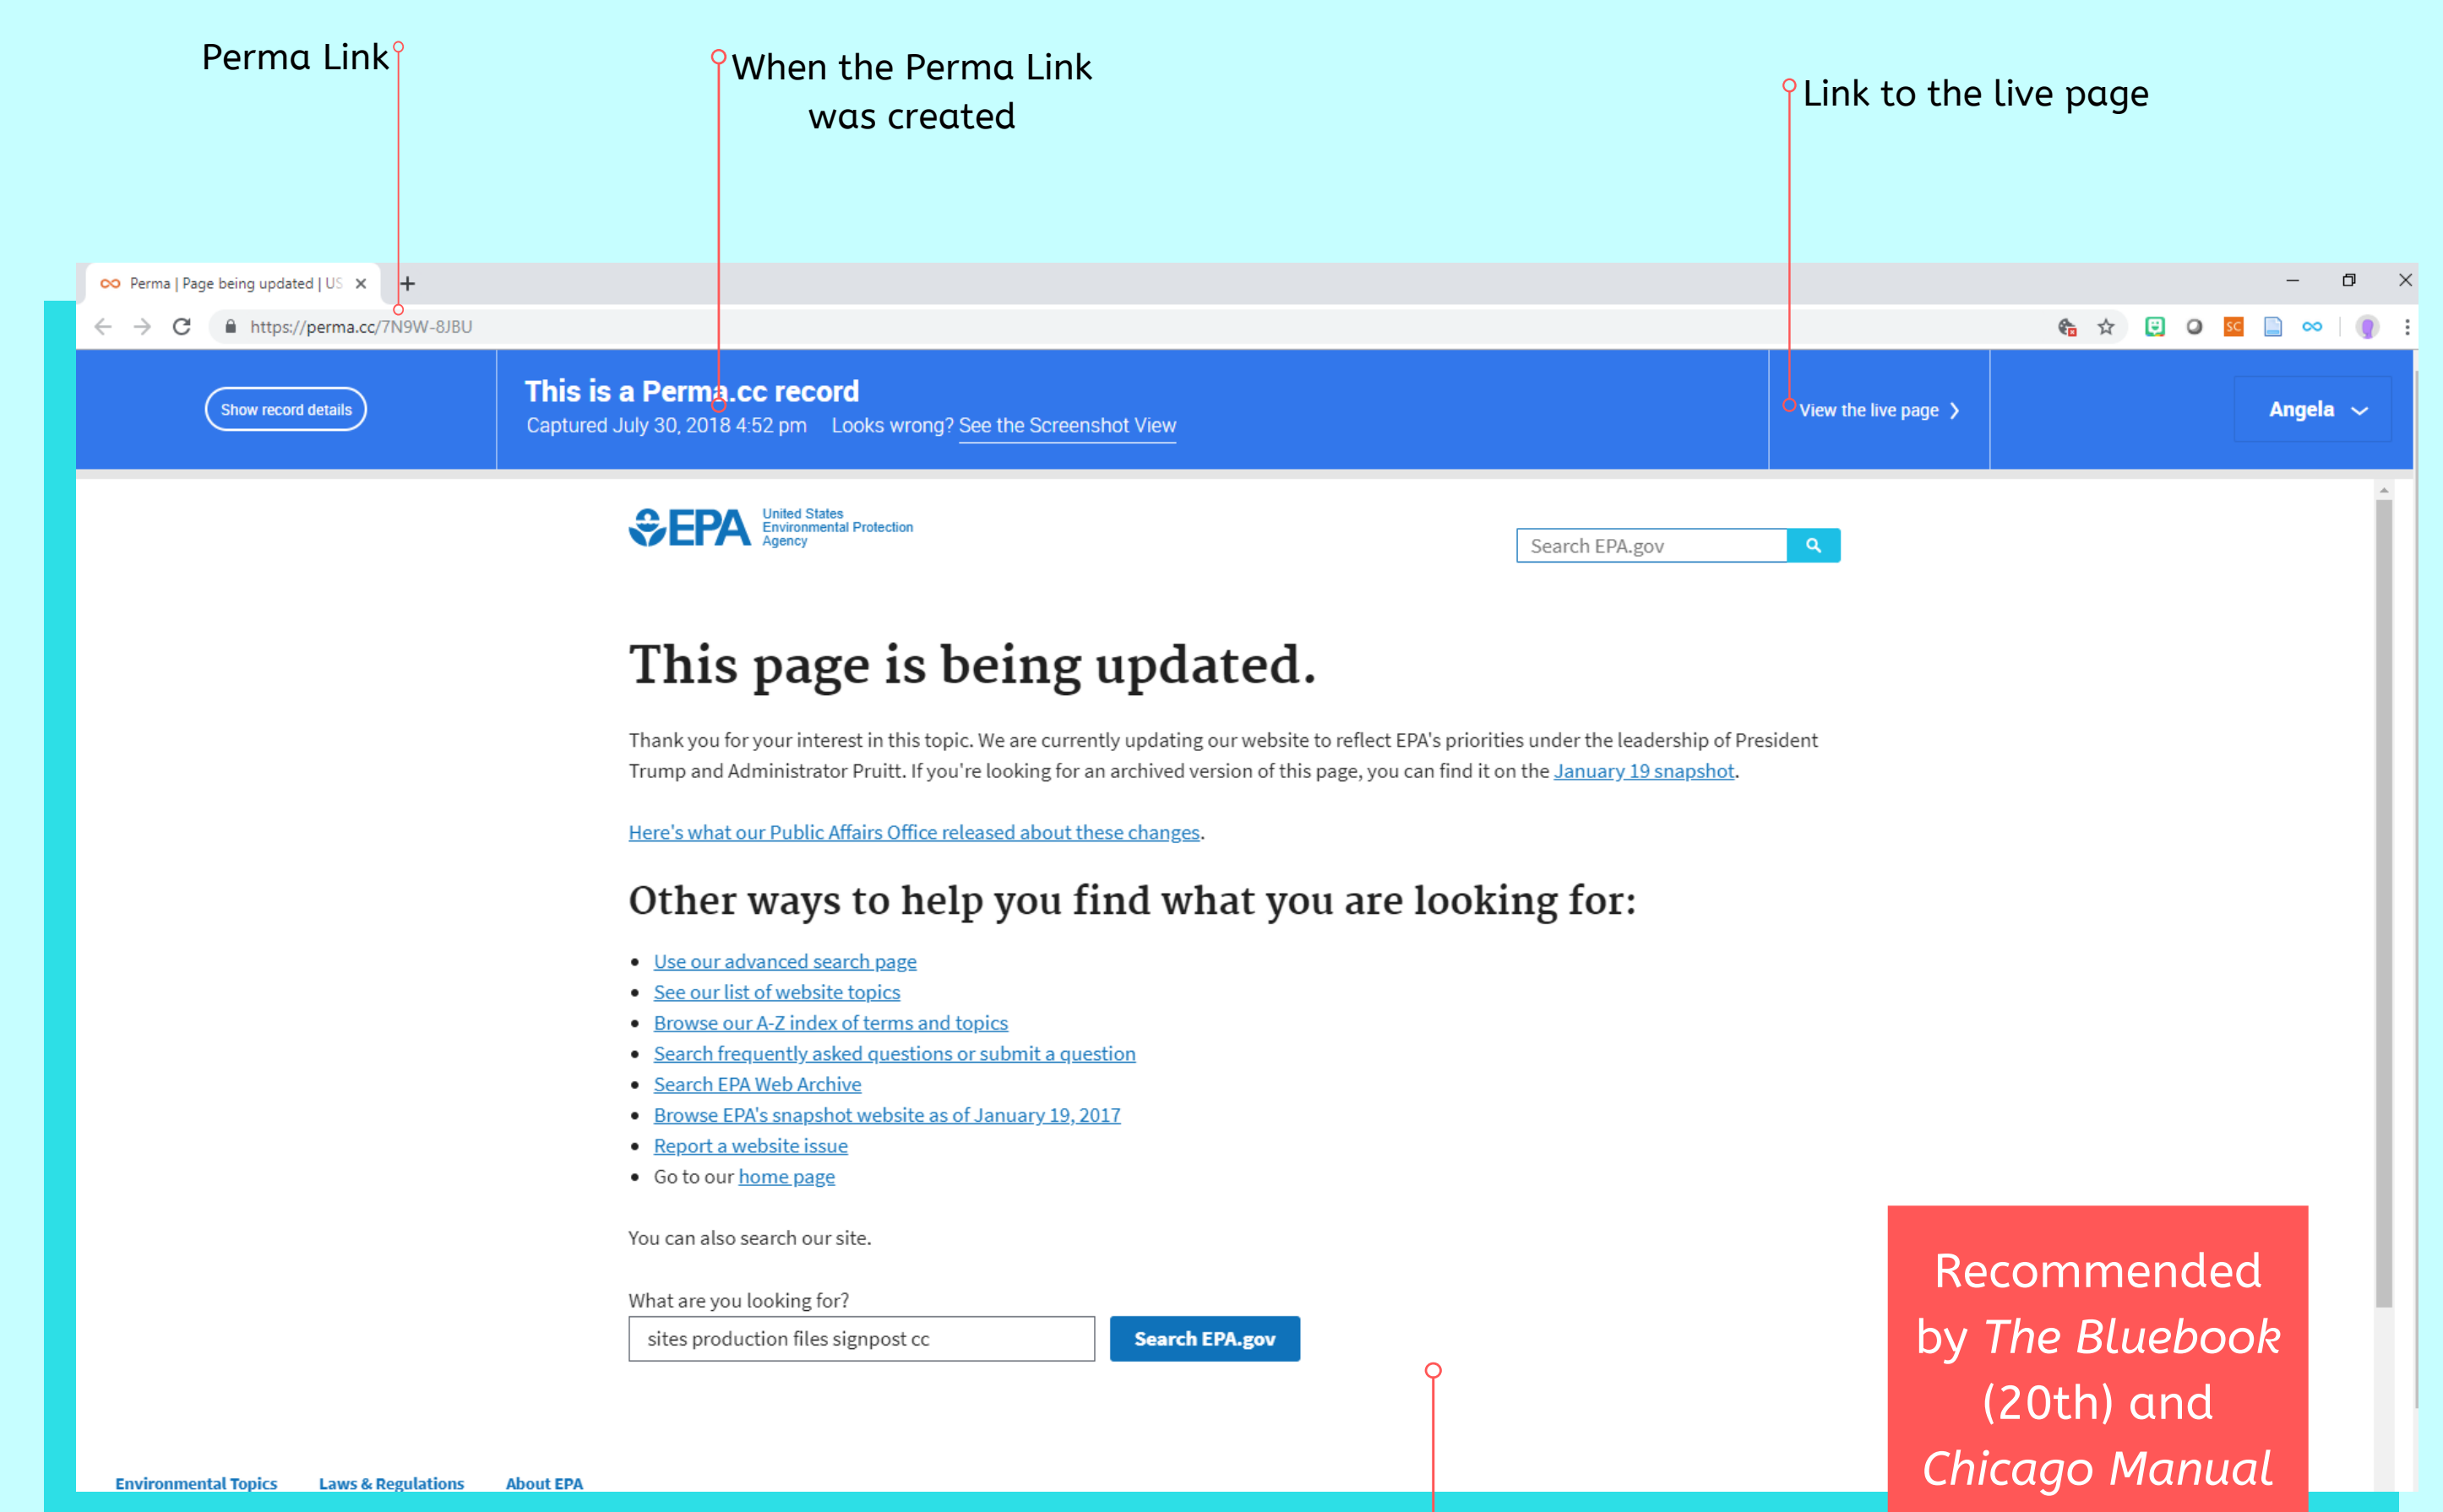 Perma Link
When the Perma Link
was created
Link to the live page
Perma | Page being updated | US
https://perma.cc/7N9W-8JBU
SC
Show record details
This is a Perma.cc record
Captured July 30, 2018 4:52 pm Looks wrong? See the Screenshot View
View the live page
Angela
EPA
United States
Environmental Protection
Agency
Search EPA.gov
This page is being updated.
Thank you for your interest in this topic. We are currently updating our website to reflect EPA's priorities under the leadership of President
Trump and Administrator Pruitt. If you're looking for an archived version of this page, you can find it on the January 19 snapshot.
Here's what our Public Affairs Office released about these changes.
Other ways to help you find what you are looking for:
Use our advanced search page
See our list of website topics
Browse our A-Z index of terms and topics
Search frequently asked questions or submit a question
Search EPA Web Archive
Browse EPA's snapshot website as of January 19, 2017
Report a website issue
Go to our home page
You can also search our site.
What are you looking for?
sites production files signpost cc
Search EPA.gov
Environmental Topics Laws & Regulations About EPA
Recommended
by The Bluebook
(20th) and
Chicago Manual